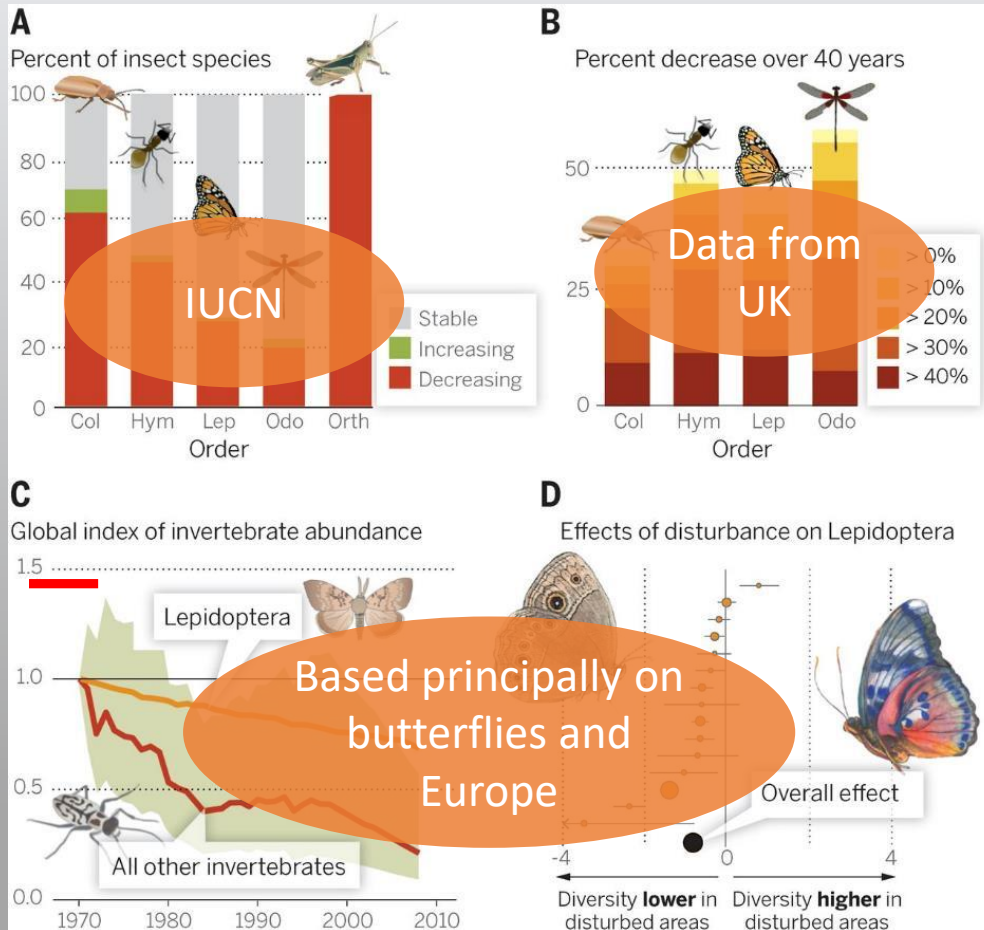 A
Percent of insect species
100
80
60
40
20
0
Col Hym Lep Odo Orth
Order
IUCN
Stable
Increasing
Decreasing
B
Percent decrease over 40 years
50
25
0
Col Hym Lep Odo
Order
Data from
UK
> 0%
> 10%
> 20%
> 30%
> 40%
C
Global index of invertebrate abundance
1.5
1.0
0.5
0.0
Lepidoptera
All other invertebrates
1970 1980 1990 2000 2010
Based principally on
butterflies and
Europe
D
Effects of disturbance on Lepidoptera
Overall effect
-4 0 4
Diversity lower in
disturbed areas
Diversity higher in
disturbed areas